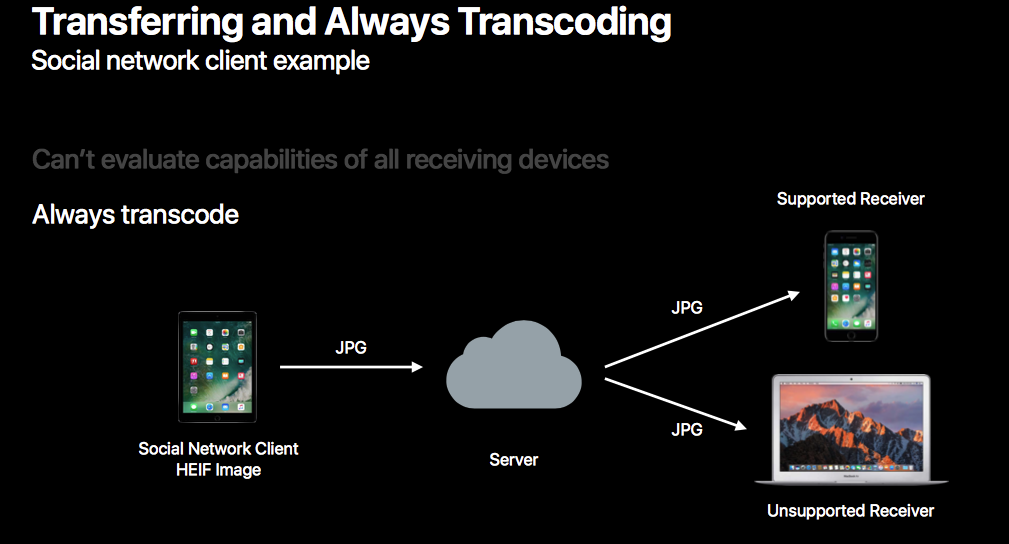 Transferring and Always Transcoding
Social network client example
Can't evaluate capabilities of all receiving devices
Always transcode
Supported Receiver
JPG
JPG
JPG
Social Network Client
HEIF Image
Server
Unsupported Receiver